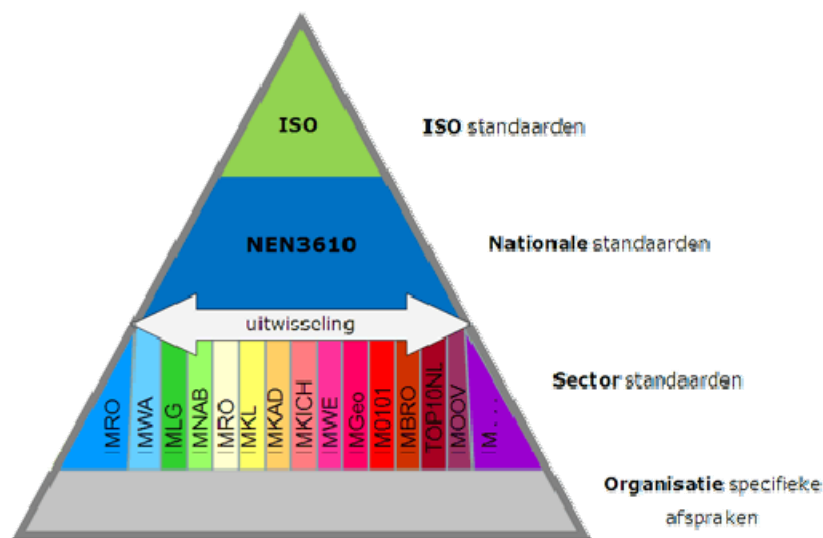 ISO
ISO standaarden
NEN3610
Nationale standaarden
uitwisseling
IMRO
IMWA
IMLG
IMNAB
IMRO
IMKL
IMKAD
IMKICHI
IMWE
IMGeo
IM0101
IMBRO
TOP10NL
IMOOV
IM...
Sector standaarden
Organisatie specifieke
afspraken